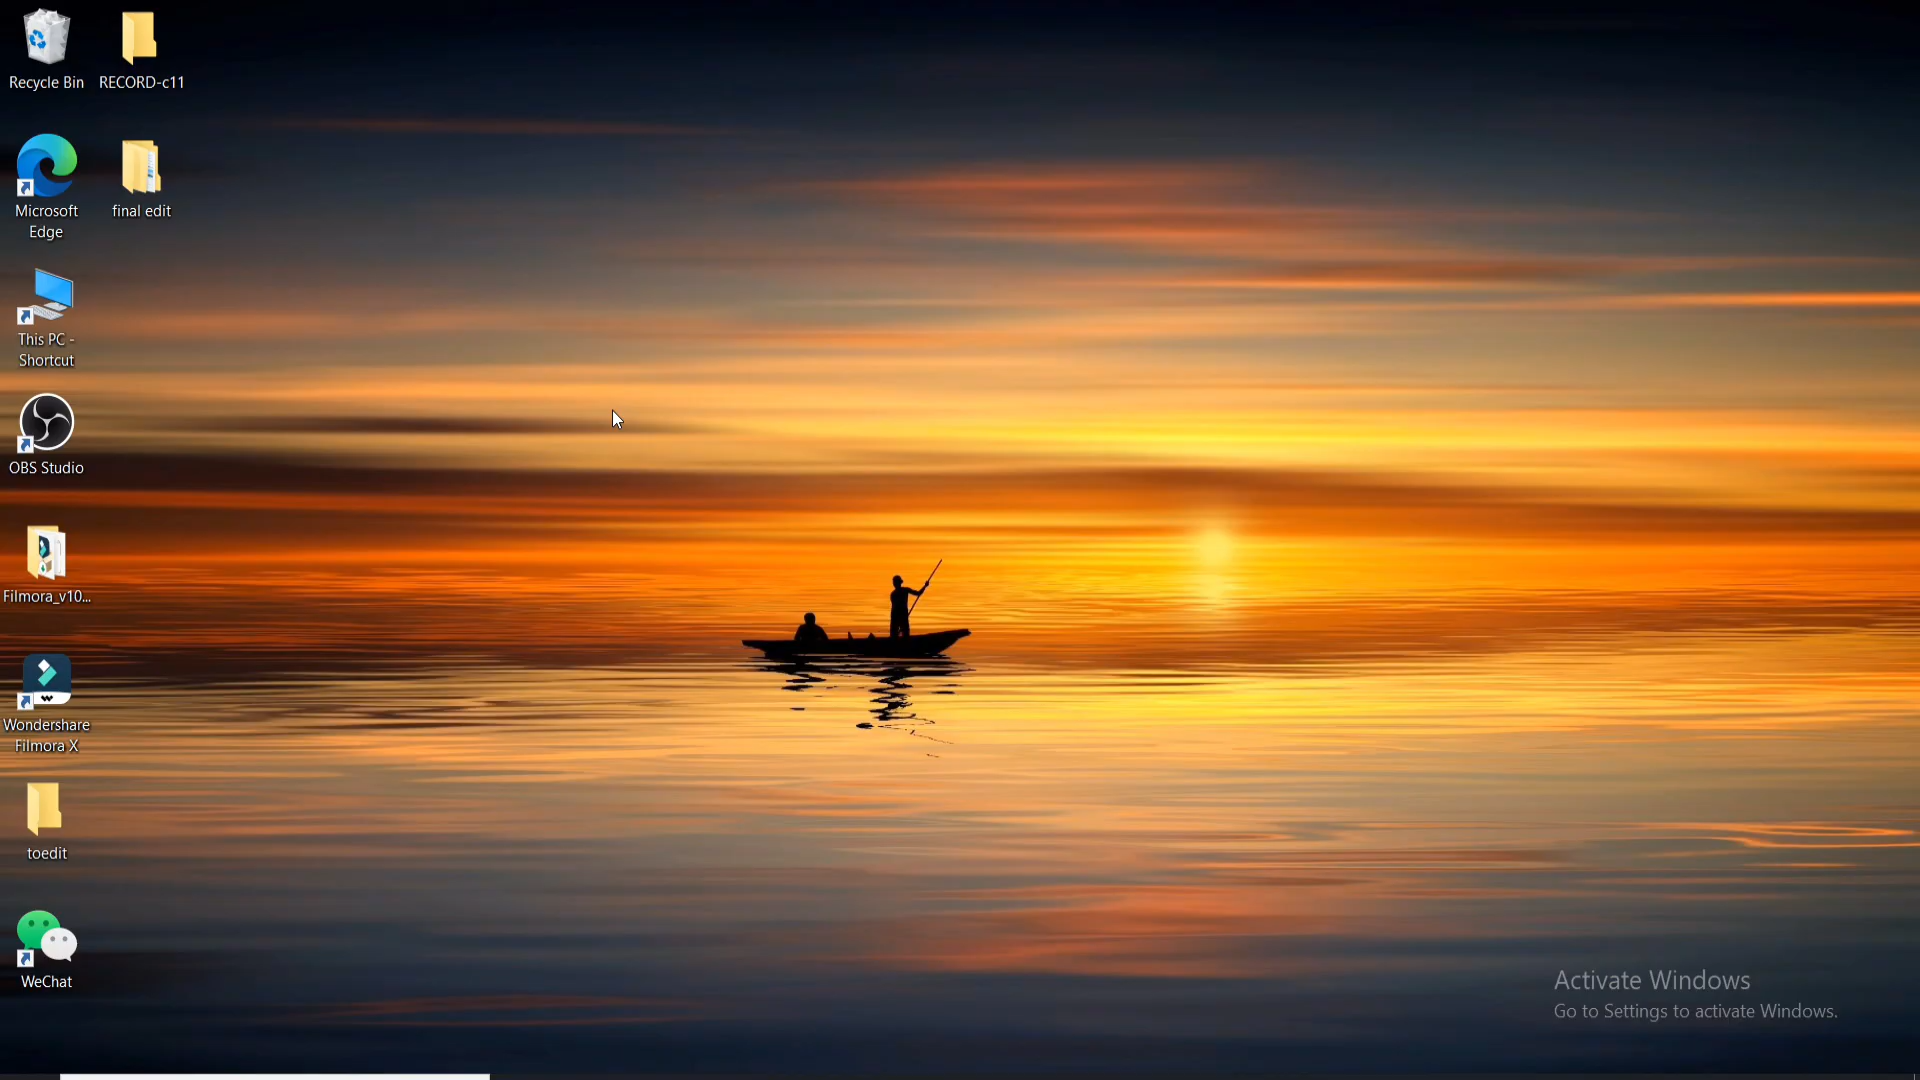 Recycle Bin
RECORD-c11
Microsoft
Edge
final edit
This PC -
Shortcut
OBS Studio
Filmora_v10...
Wondershare
Filmora X
toedit
WeChat
Activate Windows
Go to Settings to activate Windows.